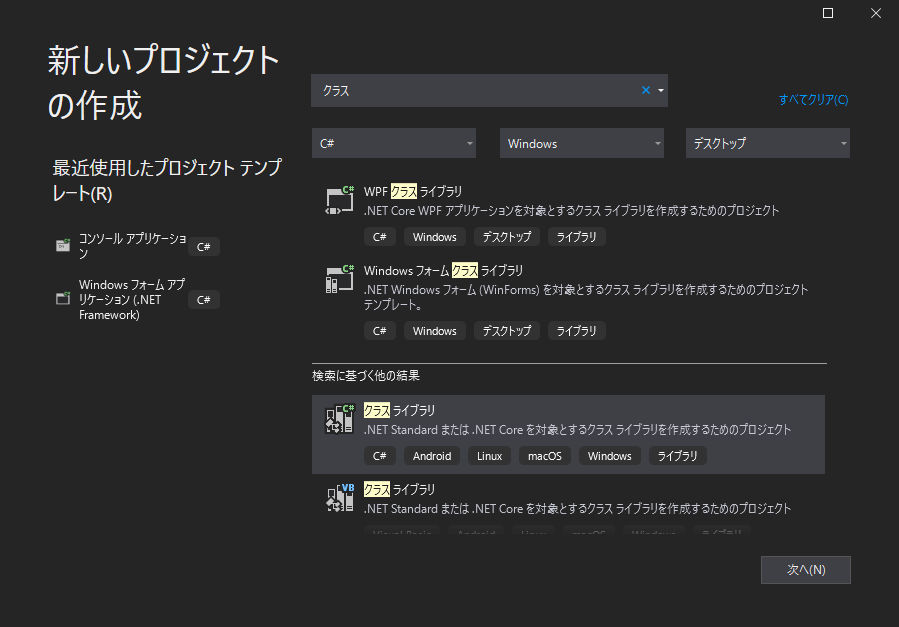 新しいプロジェクト
の作成
クラス
すべてクリア(C)
C#
Windows
デスクトップ
最近使用したプロジェクト テンプ
レート(R)
コンソール アプリケーショ
ン
C#
Windows フォーム アプ
リケーション (.NET
Framework)
C#
C#
WPF クラス ライブラリ
.NET Core WPF アプリケーションを対象とするクラス ライブラリを作成するためのプロジェクト
C# Windows デスクトップ ライブラリ
C#
Windows フォーム クラス ライブラリ
.NET Windows フォーム (WinForms) を対象とするクラス ライブラリを作成するためのプロジェクト
テンプレート。
C# Windows デスクトップ ライブラリ
検索に基づく他の結果
C#
クラス ライブラリ
.NET Standard または .NET Core を対象とするクラス ライブラリを作成するためのプロジェクト
C# Android Linux macOS Windows ライブラリ
VB
クラス ライブラリ
.NET Standard または .NET Core を対象とするクラス ライブラリを作成するためのプロジェクト
Visual Basic Android Linux macOS Windows ライブラリ
次へ(N)